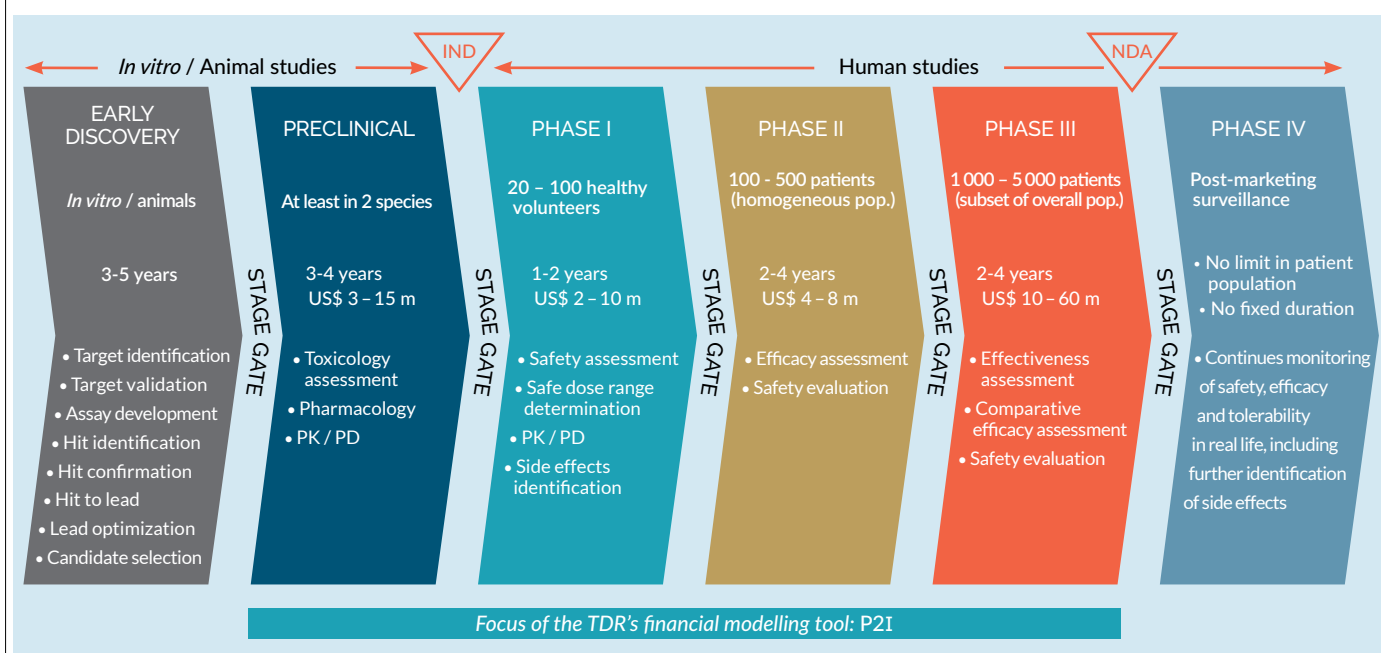 In vitro / Animal studies
IND
Human studies
NDA
EARLY
DISCOVERY
In vitro / animals
3-5 years
• Target identification
• Target validation
• Assay development
• Hit identification
• Hit confirmation
• Hit to lead
• Lead optimization
• Candidate selection
STAGE GATE
PRECLINICAL
At least in 2 species
3-4 years
US$ 3 – 15 m
• Toxicology
assessment
• Pharmacology
• PK / PD
STAGE GATE
PHASE I
20 – 100 healthy
volunteers
1-2 years
US$ 2 – 10 m
• Safety assessment
• Safe dose range
determination
• PK / PD
• Side effects
identification
STAGE GATE
PHASE II
100 - 500 patients
(homogeneous pop.)
2-4 years
US$ 4 – 8 m
• Efficacy assessment
• Safety evaluation
STAGE GATE
PHASE III
1 000 – 5 000 patients
(subset of overall pop.)
2-4 years
US$ 10 – 60 m
• Effectiveness
assessment
• Comparative
efficacy assessment
• Safety evaluation
STAGE GATE
PHASE IV
Post-marketing
surveillance
• No limit in patient
population
• No fixed duration
• Continues monitoring
of safety, efficacy
and tolerability
in real life, including
further identification
of side effects
Focus of the TDR’s financial modelling tool: P2I